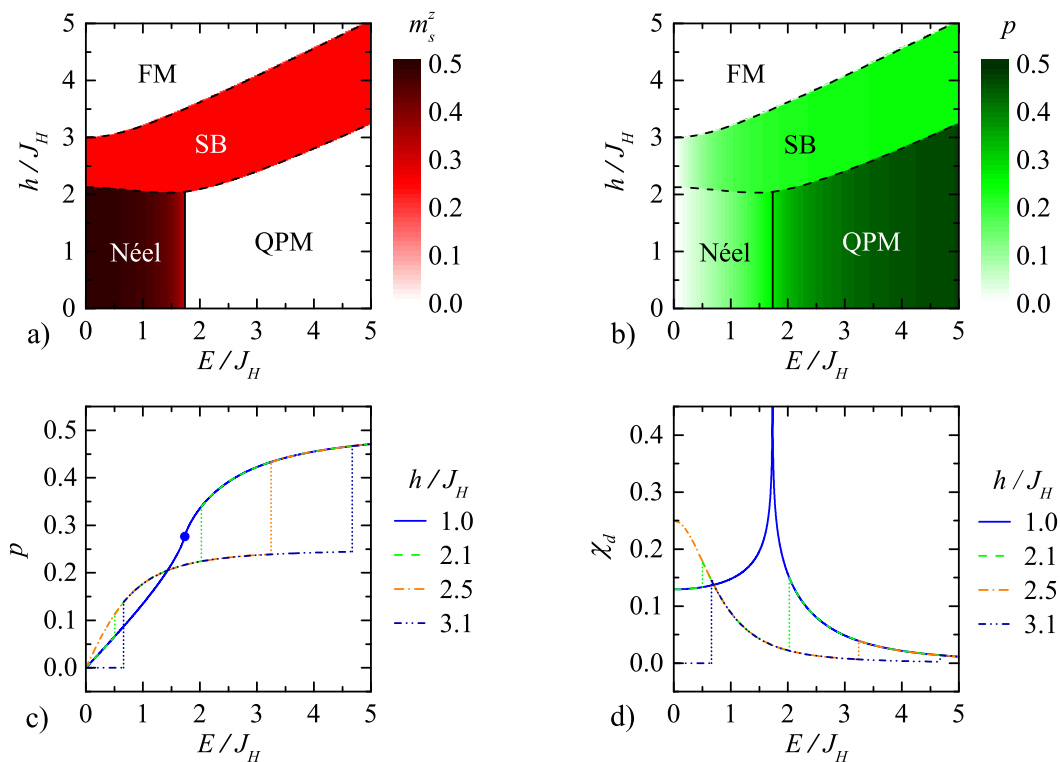 5
4
3
2
1
0
h / J_H
FM
SB
Néel
QPM
0 1 2 3 4 5
E / J_H
a)
m_s^z
0.5
0.4
0.3
0.2
0.1
0.0
5
4
3
2
1
0
h / J_H
FM
SB
Néel
QPM
0 1 2 3 4 5
E / J_H
b)
p
0.5
0.4
0.3
0.2
0.1
0.0
0.5
0.4
0.3
0.2
0.1
0.0
p
0 1 2 3 4 5
E / J_H
c)
h / J_H
1.0
2.1
2.5
3.1
0.4
0.3
0.2
0.1
0.0
χ_d
0 1 2 3 4 5
E / J_H
d)
h / J_H
1.0
2.1
2.5
3.1